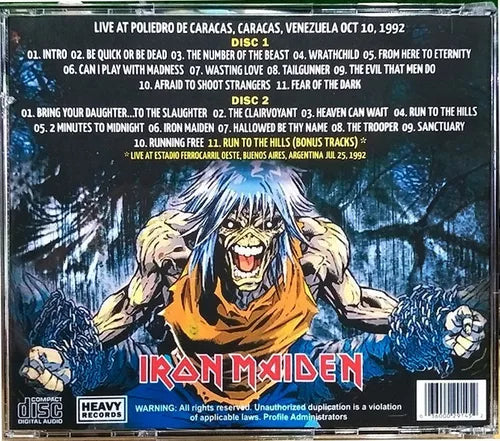 LIVE AT POLIEDRO DE CARACAS, CARACAS, VENEZUELA OCT 10, 1992
DISC 1
01. INTRO 02. BE QUICK OR BE DEAD 03. THE NUMBER OF THE BEAST 04. WRATHCHILD 05. FROM HERE TO ETERNITY
06. CAN I PLAY WITH MADNESS 07. WASTING LOVE 08. TAILGUNNER 09. THE EVIL THAT MEN DO
10. AFRAID TO SHOOT STRANGERS 11. FEAR OF THE DARK
DISC 2
01. BRING YOUR DAUGHTER...TO THE SLAUGHTER 02. THE CLAIRVOYANT 03. HEAVEN CAN WAIT 04. RUN TO THE HILLS
05. 2 MINUTES TO MIDNIGHT 06. IRON MAIDEN 07. HALLOWED BE THY NAME 08. THE TROOPER 09. SANCTUARY
10. RUNNING FREE 11. RUN TO THE HILLS (BONUS TRACKS) *
* LIVE AT ESTADIO FERROCARRIL OESTE, BUENOS AIRES, ARGENTINA JUL 25, 1992
IRON MAIDEN
COMPACT
disc
DIGITAL AUDIO
HEAVY
RECORDS
WARNING: All rights reserved. Unauthorized duplication is a violation
of applicable laws. Profile Administrators